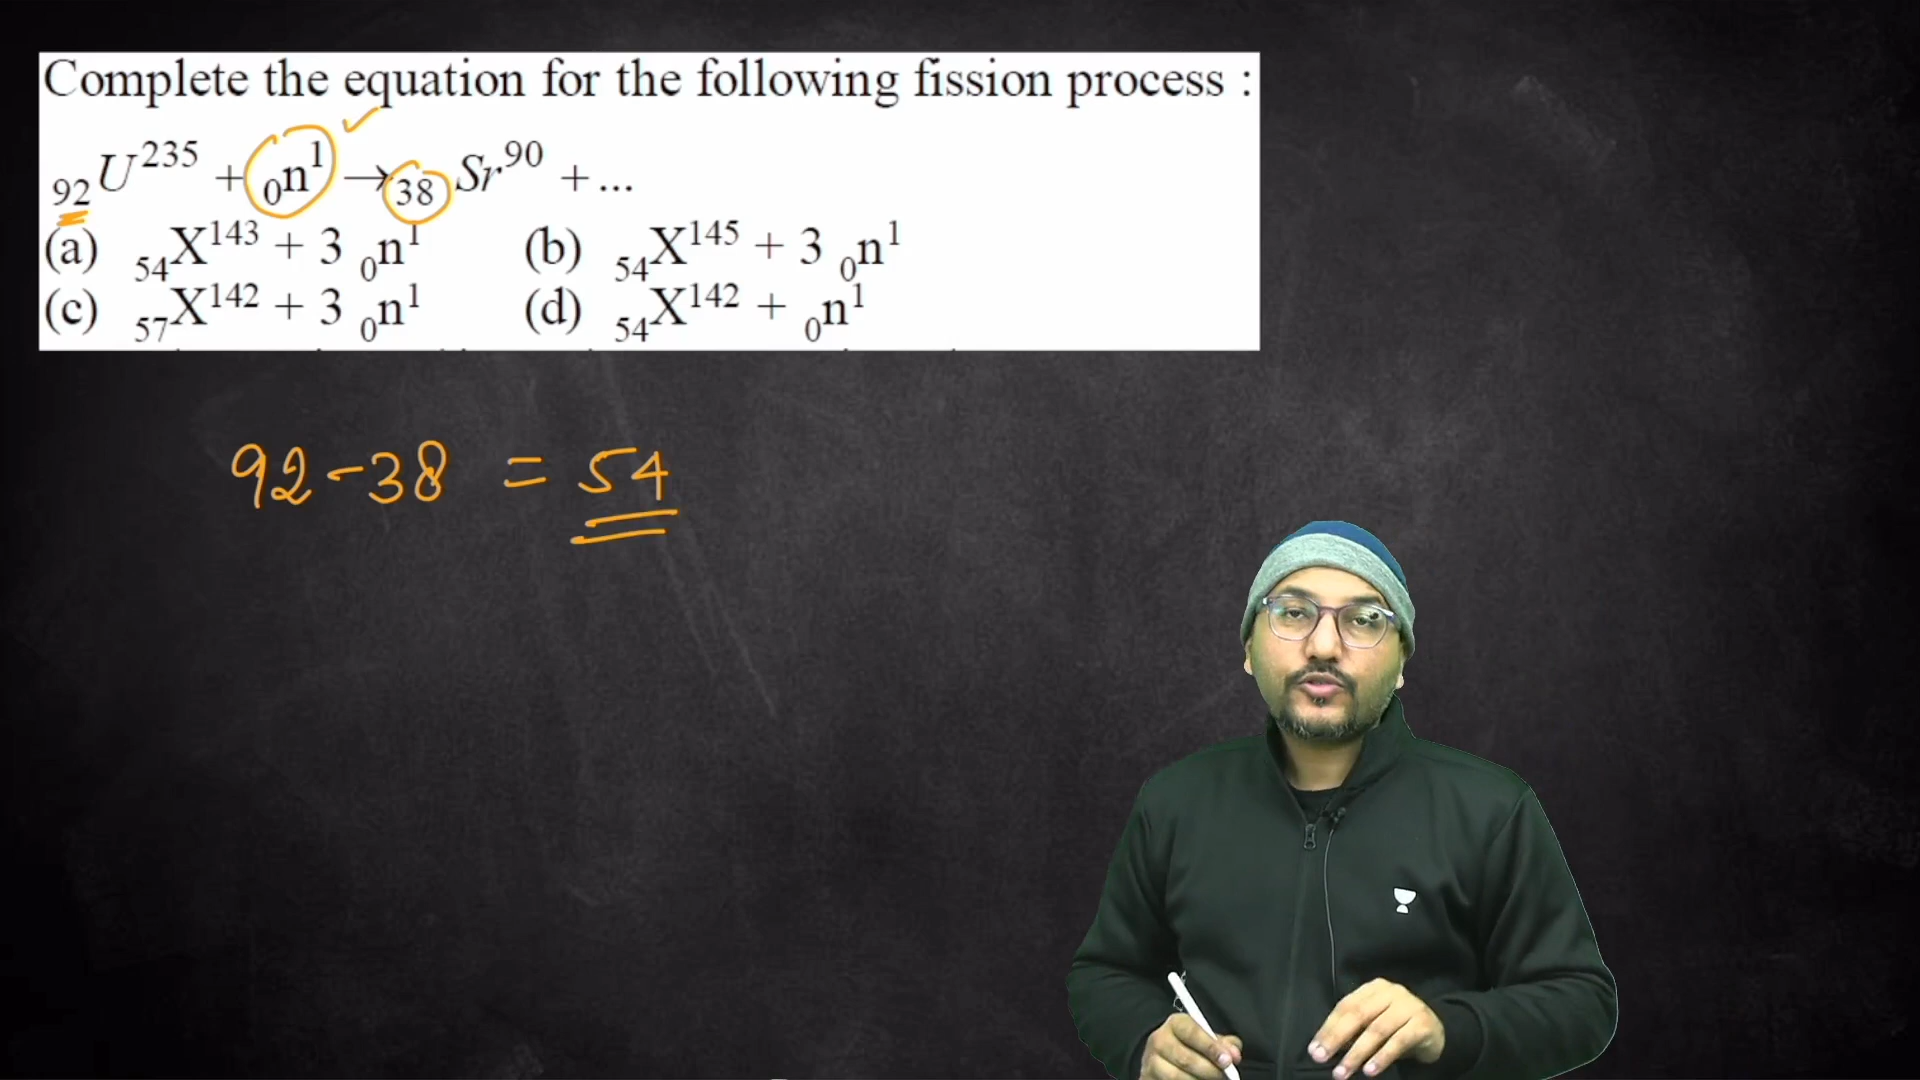 Complete the equation for the following fission process :
₉₂U²³⁵ + ₀n¹ → ₃₈Sr⁹⁰ + ...
(a) ₅₄X¹⁴³ + 3 ₀n¹ (b) ₅₄X¹⁴⁵ + 3 ₀n¹
(c) ₅₇X¹⁴² + 3 ₀n¹ (d) ₅₄X¹⁴² + ₀n¹
92 - 38 = 54